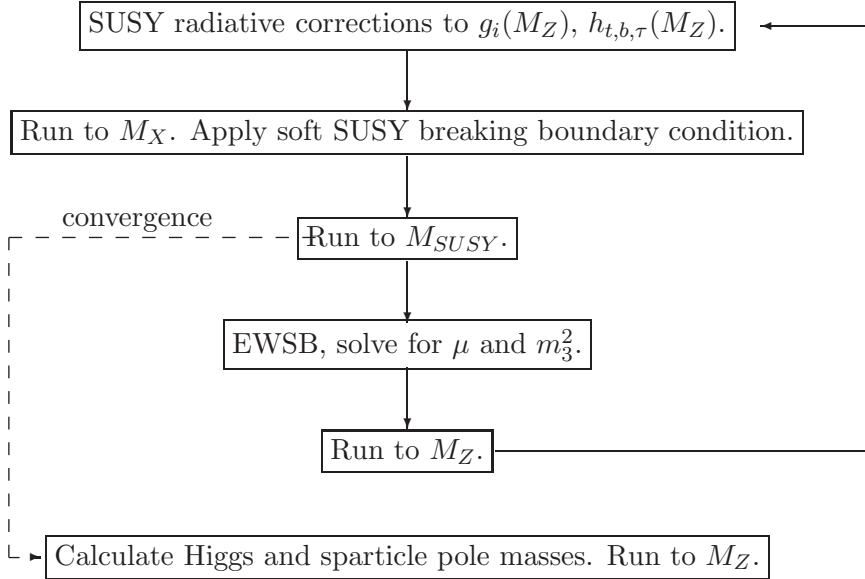 SUSY radiative corrections to $g_i(M_Z)$, $h_{t,b,\tau}(M_Z)$.
Run to $M_X$. Apply soft SUSY breaking boundary condition.
convergence
Run to $M_{SUSY}$.
EWSB, solve for $\mu$ and $m_3^2$.
Run to $M_Z$.
Calculate Higgs and sparticle pole masses. Run to $M_Z$.